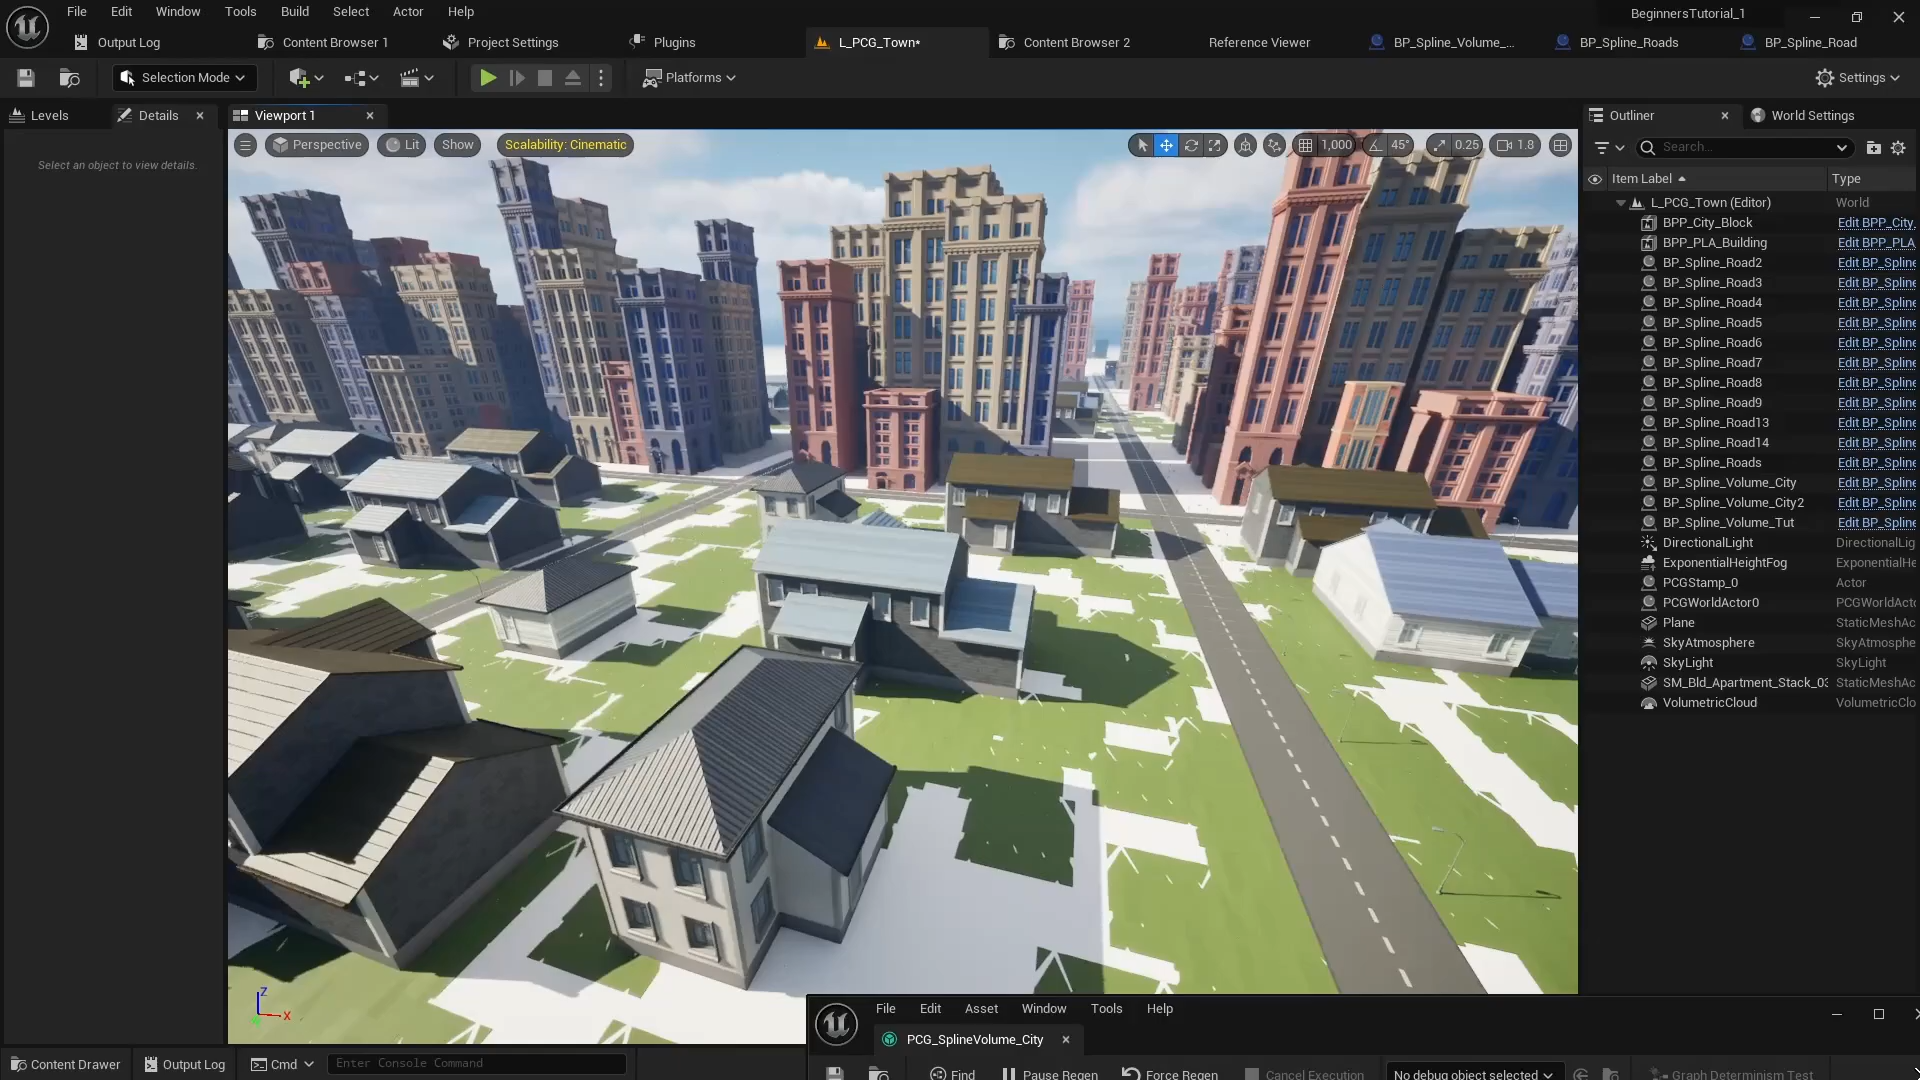 File Edit Window Tools Build Select Actor Help
BeginnersTutorial_1
Output Log Content Browser 1 Project Settings Plugins L_PCG_Town* Content Browser 2 Reference Viewer BP_Spline_Volume_... BP_Spline_Roads BP_Spline_Road
Selection Mode Platforms Settings
Levels Details Viewport 1 Outliner World Settings
Perspective Lit Show Scalability: Cinematic 1,000 45° 0.25 1.8
Search...
Select an object to view details.
Item Label Type
L_PCG_Town (Editor) World
BPP_City_Block Edit BPP_City
BPP_PLA_Building Edit BPP_PLA
BP_Spline_Road2 Edit BP_Spline
BP_Spline_Road3 Edit BP_Spline
BP_Spline_Road4 Edit BP_Spline
BP_Spline_Road5 Edit BP_Spline
BP_Spline_Road6 Edit BP_Spline
BP_Spline_Road7 Edit BP_Spline
BP_Spline_Road8 Edit BP_Spline
BP_Spline_Road9 Edit BP_Spline
BP_Spline_Road13 Edit BP_Spline
BP_Spline_Road14 Edit BP_Spline
BP_Spline_Roads Edit BP_Spline
BP_Spline_Volume_City Edit BP_Spline
BP_Spline_Volume_City2 Edit BP_Spline
BP_Spline_Volume_Tut Edit BP_Spline
DirectionalLight DirectionalLig
ExponentialHeightFog ExponentialHe
PCGStamp_0 Actor
PCGWorldActor0 PCGWorldActo
Plane StaticMeshAc
SkyAtmosphere SkyAtmosphe
SkyLight SkyLight
SM_Bld_Apartment_Stack_03 StaticMeshAc
VolumetricCloud VolumetricClo
Z
X
File Edit Asset Window Tools Help
PCG_SplineVolume_City
Find Pause Regen Force Regen Cancel Execution No debug object selected Graph Determinism Test
Content Drawer Output Log Cmd Enter Console Command